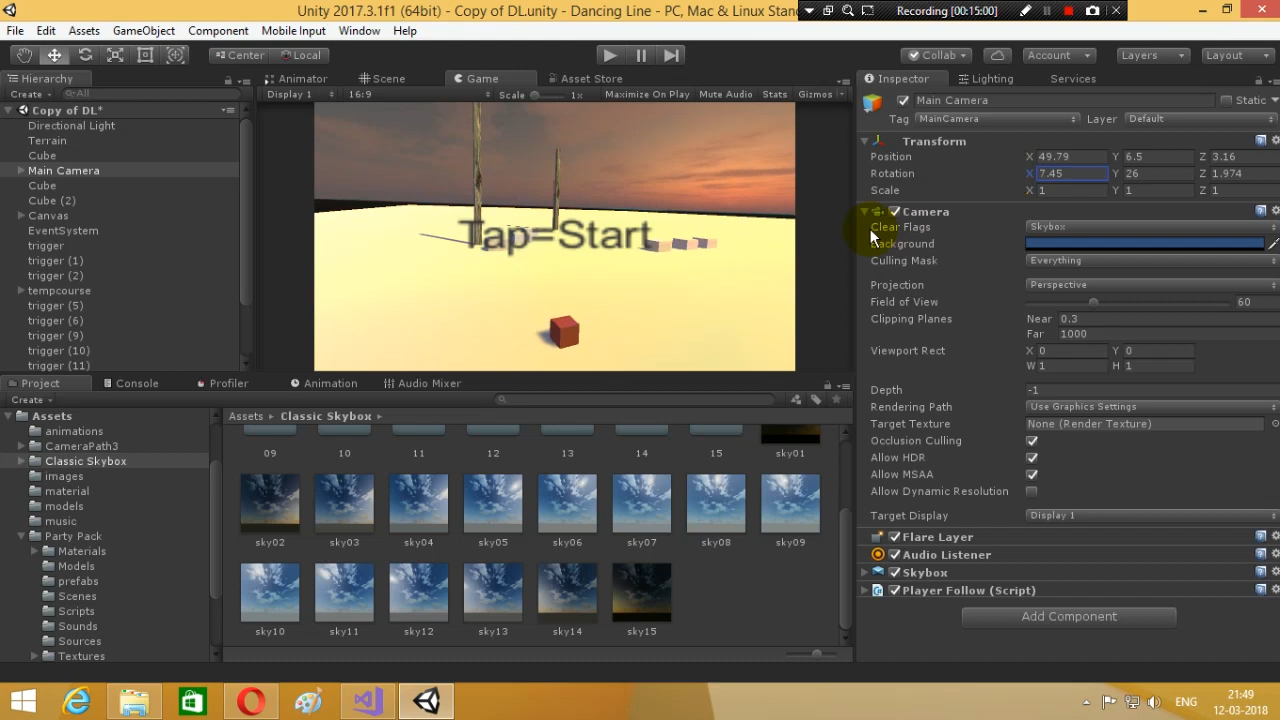 Unity 2017.3.1f1 (64bit) - Copy of DL.unity - Dancing Line - PC, Mac & Linux Stan
Recording [00:15:00]
File Edit Assets GameObject Component Mobile Input Window Help
Center Local
Collab Account Layers Layout
Hierarchy
Create All
Copy of DL*
Directional Light
Terrain
Cube
Main Camera
Cube
Cube (2)
Canvas
EventSystem
trigger
trigger (1)
trigger (2)
tempcourse
trigger (5)
trigger (6)
trigger (9)
trigger (10)
trigger (11)
Animator Scene Game Asset Store
Display 1 16:9 Scale 1x Maximize On Play Mute Audio Stats Gizmos
Tap=Start
Inspector Lighting Services
Main Camera Static
Tag MainCamera Layer Default
Transform
Position X 49.79 Y 6.5 Z 3.16
Rotation X 7.45 Y 26 Z 1.974
Scale X 1 Y 1 Z 1
Camera
Clear Flags Skybox
Background
Culling Mask Everything
Projection Perspective
Field of View 60
Clipping Planes Near 0.3
Far 1000
Viewport Rect X 0 Y 0
W 1 H 1
Depth -1
Rendering Path Use Graphics Settings
Target Texture None (Render Texture)
Occlusion Culling
Allow HDR
Allow MSAA
Allow Dynamic Resolution
Target Display Display 1
Flare Layer
Audio Listener
Skybox
Player Follow (Script)
Add Component
Project Console Profiler Animation Audio Mixer
Create
Assets
animations
CameraPath3
Classic Skybox
images
material
models
music
Party Pack
Materials
Models
prefabs
Scenes
Scripts
Sounds
Sources
Textures
Assets Classic Skybox
09 10 11 12 13 14 15 sky01
sky02 sky03 sky04 sky05 sky06 sky07 sky08 sky09
sky10 sky11 sky12 sky13 sky14 sky15
ENG
21:49
12-03-2018